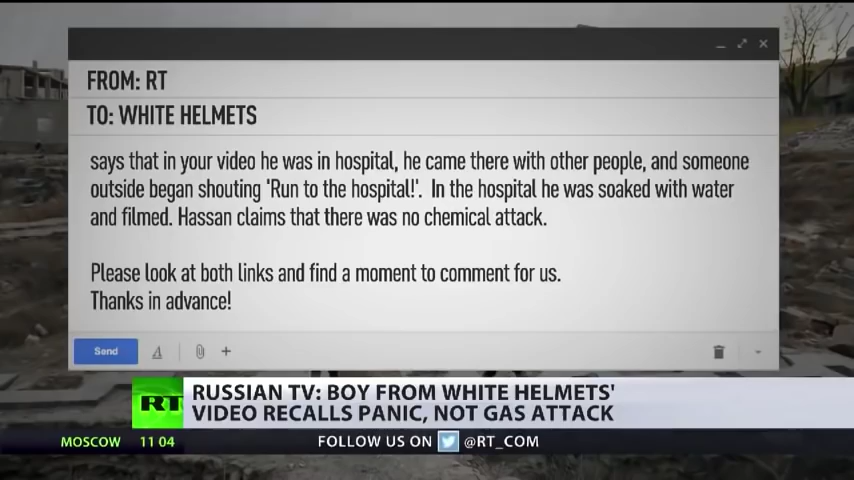 FROM: RT
TO: WHITE HELMETS
says that in your video he was in hospital, he came there with other people, and someone
outside began shouting 'Run to the hospital!'. In the hospital he was soaked with water
and filmed. Hassan claims that there was no chemical attack.
Please look at both links and find a moment to comment for us.
Thanks in advance!
Send
A
RT
RUSSIAN TV: BOY FROM WHITE HELMETS'
VIDEO RECALLS PANIC, NOT GAS ATTACK
MOSCOW 11 04 FOLLOW US ON @RT_COM